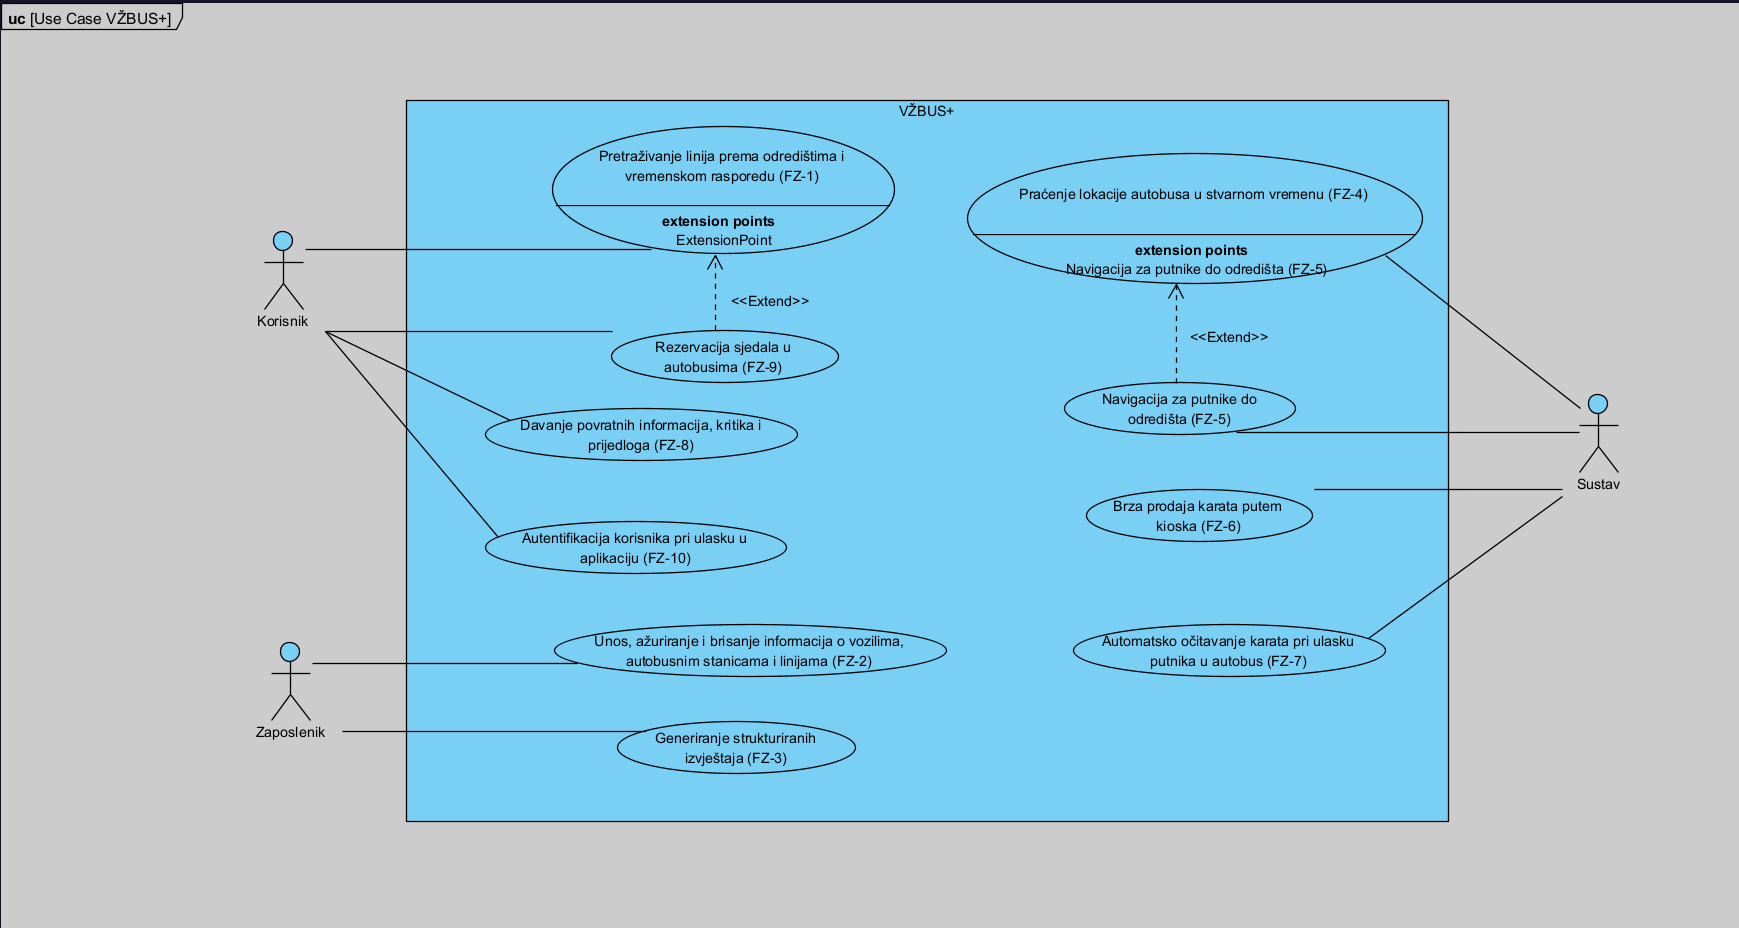 uc [Use Case VŽBUS+]
VŽBUS+
Pretraživanje linija prema odredištima i
vremenskom rasporedu (FZ-1)
extension points
ExtensionPoint
<<Extend>>
Rezervacija sjedala u
autobusima (FZ-9)
Davanje povratnih informacija, kritika i
prijedloga (FZ-8)
Autentifikacija korisnika pri ulasku u
aplikaciju (FZ-10)
Unos, ažuriranje i brisanje informacija o vozilima,
autobusnim stanicama i linijama (FZ-2)
Generiranje strukturiranih
izvještaja (FZ-3)
Praćenje lokacije autobusa u stvarnom vremenu (FZ-4)
extension points
Navigacija za putnike do odredišta (FZ-5)
<<Extend>>
Navigacija za putnike do
odredišta (FZ-5)
Brza prodaja karata putem
kioska (FZ-6)
Automatsko očitavanje karata pri ulasku
putnika u autobus (FZ-7)
Korisnik
Zaposlenik
Sustav